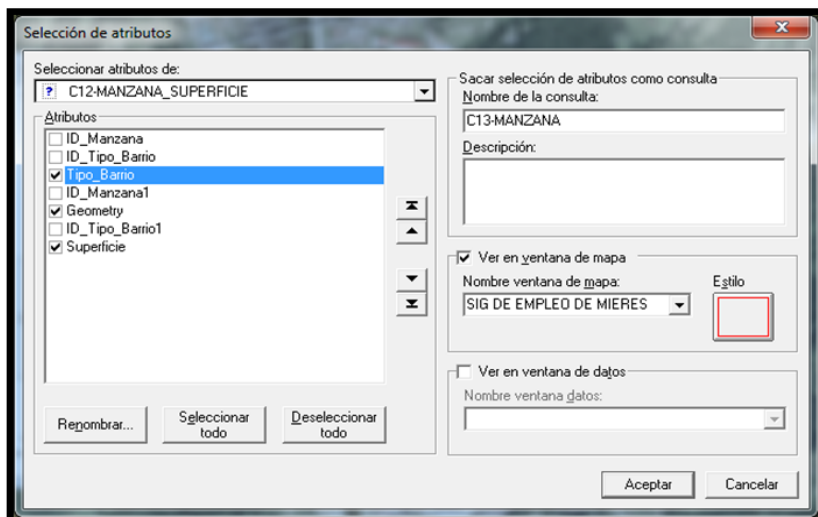 Selección de atributos
Seleccionar atributos de:
C12-MANZANA_SUPERFICIE
Atributos
ID_Manzana
ID_Tipo_Barrio
Tipo_Barrio
ID_Manzana1
Geometry
ID_Tipo_Barrio1
Superficie
Renombrar...
Seleccionar todo
Deseleccionar todo
Sacar selección de atributos como consulta
Nombre de la consulta:
C13-MANZANA
Descripción:
Ver en ventana de mapa
Nombre ventana de mapa:
Estilo
SIG DE EMPLEO DE MIERES
Ver en ventana de datos
Nombre ventana datos:
Aceptar
Cancelar